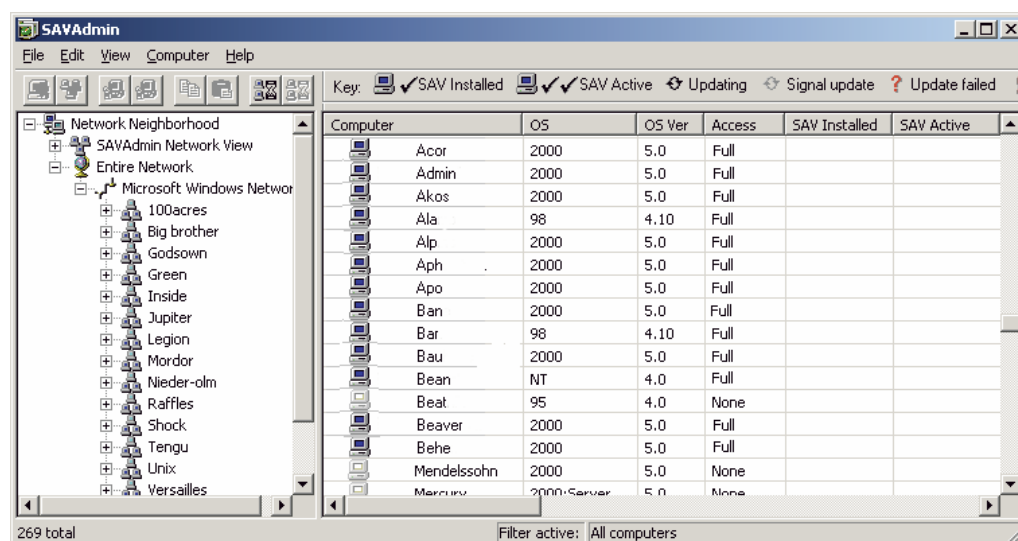 SAVAdmin
File Edit View Computer Help
Key: SAV Installed SAV Active Updating Signal update ? Update failed
Network Neighborhood
SAVAdmin Network View
Entire Network
Microsoft Windows Networ
100acres
Big brother
Godsown
Green
Inside
Jupiter
Legion
Mordor
Nieder-olm
Raffles
Shock
Tengu
Unix
Versailles
Computer OS OS Ver Access SAV Installed SAV Active
Acor 2000 5.0 Full
Admin 2000 5.0 Full
Akos 2000 5.0 Full
Ala 98 4.10 Full
Alp 2000 5.0 Full
Aph 2000 5.0 Full
Apo 2000 5.0 Full
Ban 2000 5.0 Full
Bar 98 4.10 Full
Bau 2000 5.0 Full
Bean NT 4.0 Full
Beat 95 4.0 None
Beaver 2000 5.0 Full
Behe 2000 5.0 Full
Mendelssohn 2000 5.0 None
Mercury 2000:Server 5.0 None
269 total
Filter active: All computers